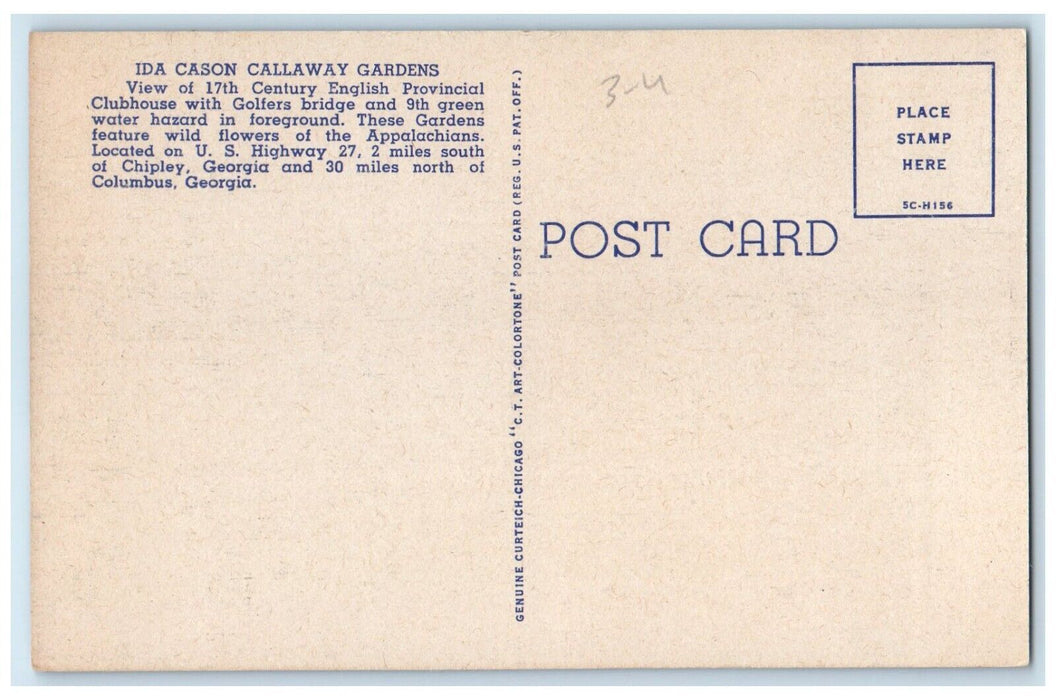 IDA CASON CALLAWAY GARDENS
View of 17th Century English Provincial
Clubhouse with Golfers bridge and 9th green
water hazard in foreground. These Gardens
feature wild flowers of the Appalachians.
Located on U. S. Highway 27, 2 miles south
of Chipley, Georgia and 30 miles north of
Columbus, Georgia.
GENUINE CURTEICH-CHICAGO "C.T. ART-COLORTONE" POST CARD (REG. U.S. PAT. OFF.)
3-4
POST CARD
PLACE
STAMP
HERE
5C-H156